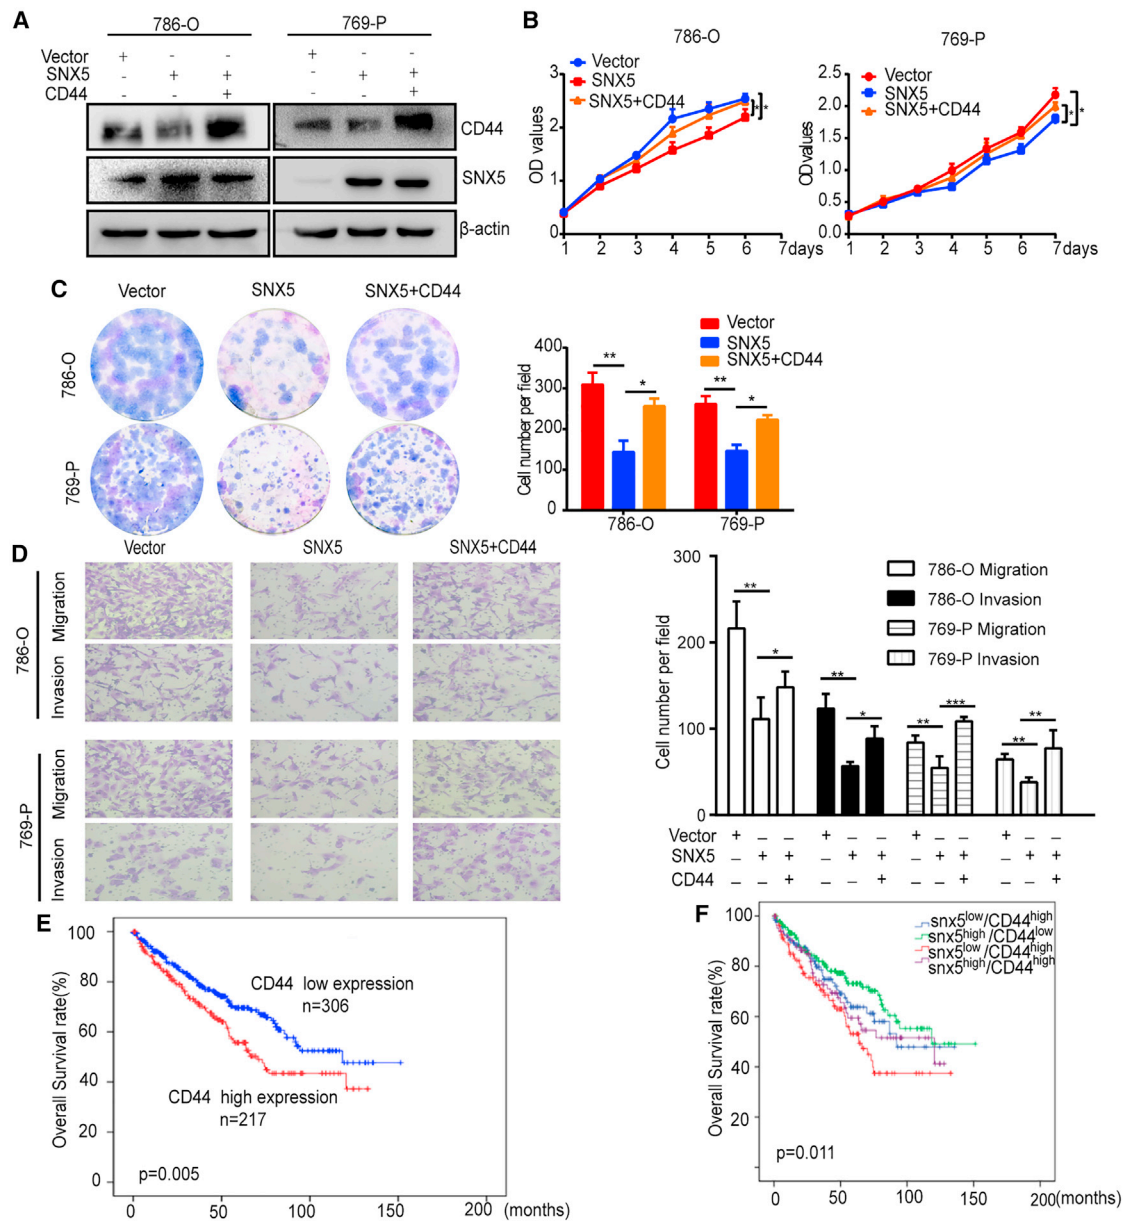 A
786-O
769-P
Vector + - - + - -
SNX5 - + + - + +
CD44 - - + - - +
CD44
SNX5
β-actin
B
786-O
Vector
SNX5
SNX5+CD44
OD values
3
2
1
0
1 2 3 4 5 6 7days
* *
769-P
Vector
SNX5
SNX5+CD44
OD values
2.5
2.0
1.5
1.0
0.5
0.0
1 2 3 4 5 6 7days
* *
C
Vector SNX5 SNX5+CD44
786-O
769-P
Vector
SNX5
SNX5+CD44
Cell number per field
400
300
200
100
0
** * ** *
786-O 769-P
D
Vector SNX5 SNX5+CD44
786-O
Migration
Invasion
769-P
Migration
Invasion
786-O Migration
786-O Invasion
769-P Migration
769-P Invasion
Cell number per field
300
200
100
0
** * ** * ** *** ** **
Vector + – – + – – + – – + – –
SNX5 – + + – + + – + + – + +
CD44 – – + – – + – – + – – +
E
Overall Survival rate(%)
100
80
60
40
20
0
CD44 low expression
n=306
CD44 high expression
n=217
p=0.005
0 50 100 150 200 (months)
F
Overall Survival rate(%)
100
80
60
40
20
snx5low/CD44high
snx5high/CD44low
snx5low/CD44high
snx5high/CD44high
p=0.011
0 50 100 150 200 (months)